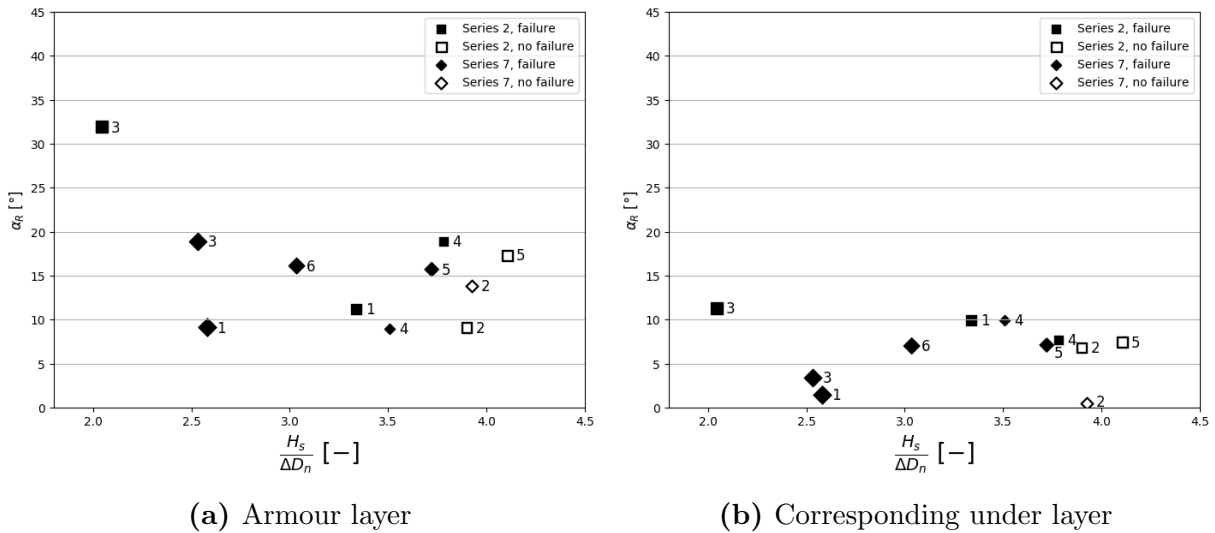 45
40
35
30
25
20
15
10
5
0
α_R [°]
Series 2, failure
Series 2, no failure
Series 7, failure
Series 7, no failure
3
3
6
1
1
4
4
5
5
2
2
2.0 2.5 3.0 3.5 4.0 4.5
H_s
ΔD_n
[−]
(a) Armour layer
45
40
35
30
25
20
15
10
5
0
α_R [°]
Series 2, failure
Series 2, no failure
Series 7, failure
Series 7, no failure
3
1
4
6
4
5
2
5
3
1
2
2.0 2.5 3.0 3.5 4.0 4.5
H_s
ΔD_n
[−]
(b) Corresponding under layer